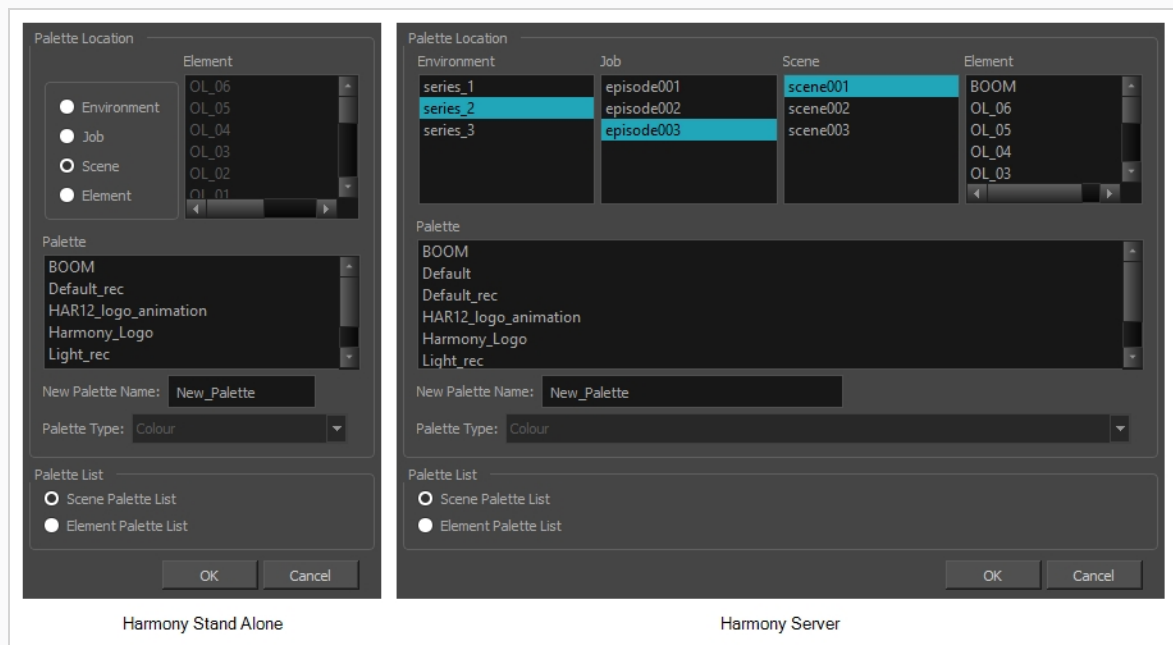 Palette Location
Element
Environment
Job
Scene
Element
OL_06
OL_05
OL_04
OL_03
OL_02
OL_01
Palette
BOOM
Default_rec
HAR12_logo_animation
Harmony_Logo
Light_rec
New Palette Name: New_Palette
Palette Type: Colour
Palette List
Scene Palette List
Element Palette List
OK Cancel
Harmony Stand Alone
Palette Location
Environment Job Scene Element
series_1 episode001 scene001 BOOM
series_2 episode002 scene002 OL_06
series_3 episode003 scene003 OL_05
OL_04
OL_03
Palette
BOOM
Default
Default_rec
HAR12_logo_animation
Harmony_Logo
Light_rec
New Palette Name: New_Palette
Palette Type: Colour
Palette List
Scene Palette List
Element Palette List
OK Cancel
Harmony Server